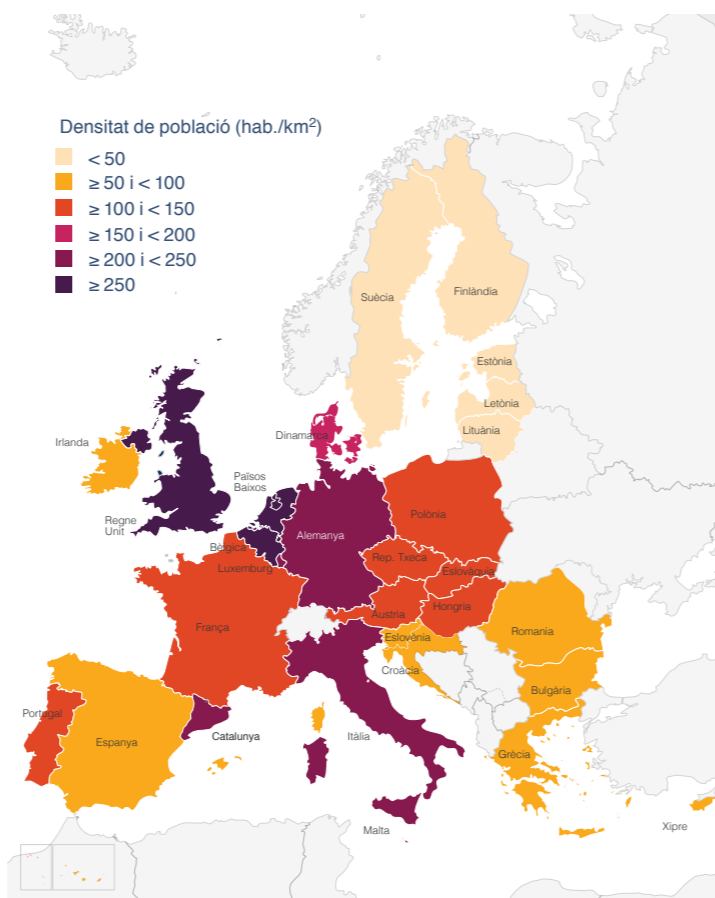 Densitat de població (hab./km²)
< 50
≥ 50 i < 100
≥ 100 i < 150
≥ 150 i < 200
≥ 200 i < 250
≥ 250
Suècia
Finlàndia
Estònia
Letònia
Lituània
Irlanda
Dinamarca
Països
Baixos
Regne
Unit
Polònia
Alemanya
Bèlgica
Luxemburg
Rep. Txeca
Eslovàquia
Àustria
Hongria
França
Eslovènia
Romania
Croàcia
Bulgària
Portugal
Espanya
Catalunya
Itàlia
Grècia
Malta
Xipre